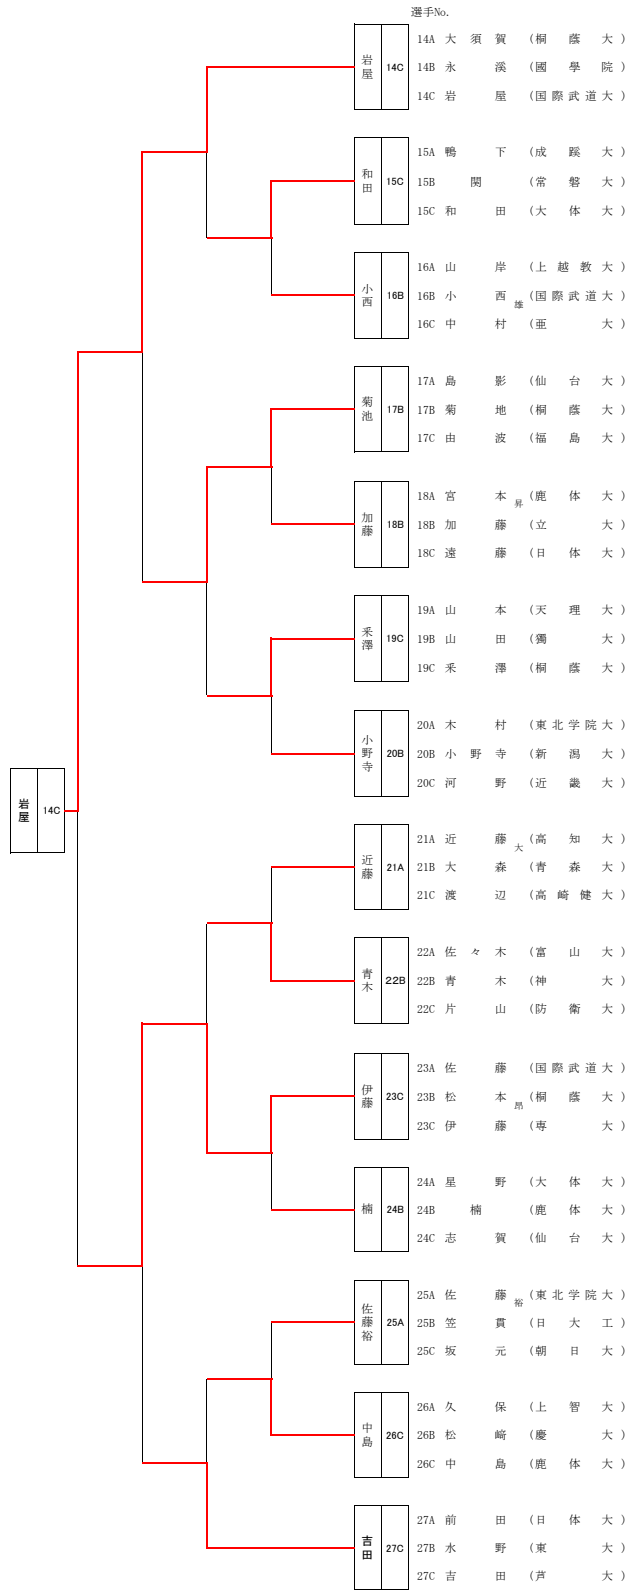 選手No.
岩屋 14C
14A 大須賀 (桐蔭大)
14B 永溪 (國學院)
14C 岩屋 (国際武道大)
和田 15C
15A 鴨下 (成蹊大)
15B 関 (常磐大)
15C 和田 (大体大)
小西 16B
16A 山岸 (上越教大)
16B 小西雄 (国際武道大)
16C 中村 (亜大)
菊池 17B
17A 島影 (仙台大)
17B 菊地 (桐蔭大)
17C 由波 (福島大)
加藤 18B
18A 宮本昇 (鹿体大)
18B 加藤 (立大)
18C 遠藤 (日体大)
釆澤 19C
19A 山本 (天理大)
19B 山田 (獨大)
19C 釆澤 (桐蔭大)
小野寺 20B
20A 木村 (東北学院大)
20B 小野寺 (新潟大)
20C 河野 (近畿大)
岩屋 14C
近藤 21A
21A 近藤大 (高知大)
21B 大森 (青森大)
21C 渡辺 (高崎健大)
青木 22B
22A 佐々木 (富山大)
22B 青木 (神大)
22C 片山 (防衛大)
伊藤 23C
23A 佐藤 (国際武道大)
23B 松本昂 (桐蔭大)
23C 伊藤 (専大)
楠 24B
24A 星野 (大体大)
24B 楠 (鹿体大)
24C 志賀 (仙台大)
佐藤裕 25A
25A 佐藤裕 (東北学院大)
25B 笠貫 (日大工)
25C 坂元 (朝日大)
中島 26C
26A 久保 (上智大)
26B 松崎 (慶大)
26C 中島 (鹿体大)
吉田 27C
27A 前田 (日体大)
27B 水野 (東大)
27C 吉田 (芦大)